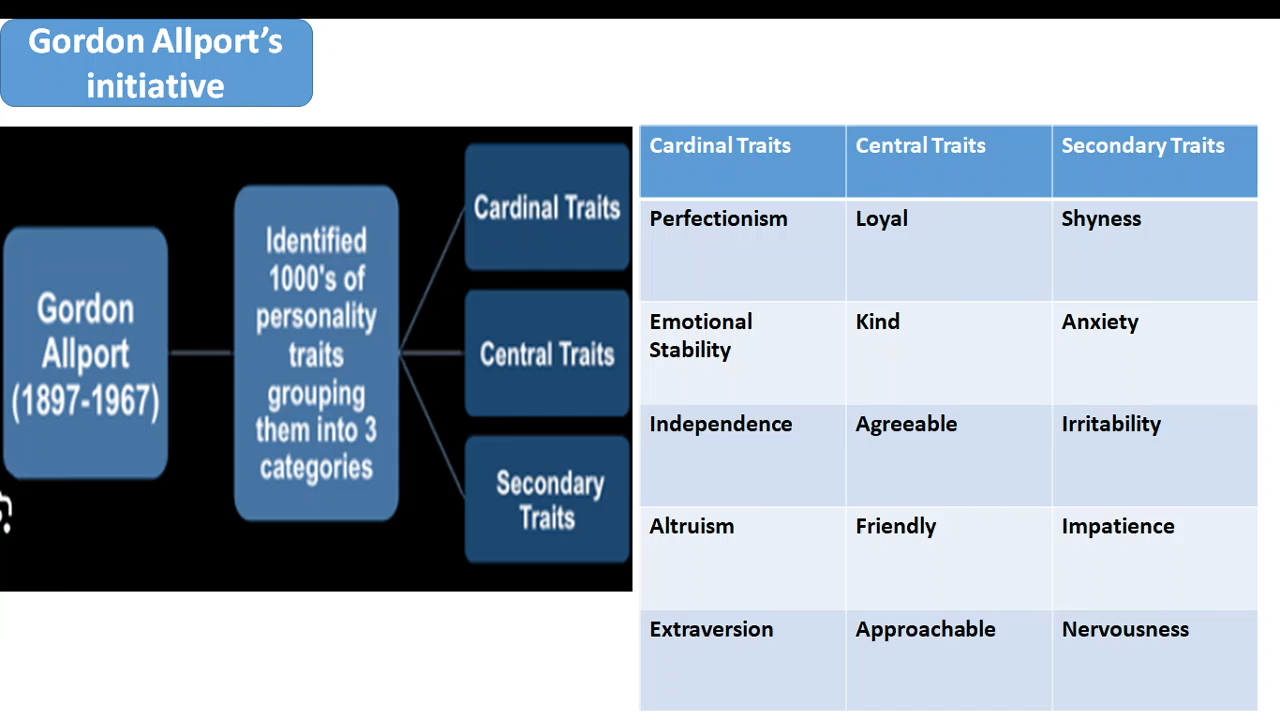 Gordon Allport’s
initiative
Gordon
Allport
(1897-1967)
Identified
1000's of
personality
traits
grouping
them into 3
categories
Cardinal Traits
Central Traits
Secondary
Traits
Cardinal Traits Central Traits Secondary Traits
Perfectionism Loyal Shyness
Emotional Kind Anxiety
Stability
Independence Agreeable Irritability
Altruism Friendly Impatience
Extraversion Approachable Nervousness